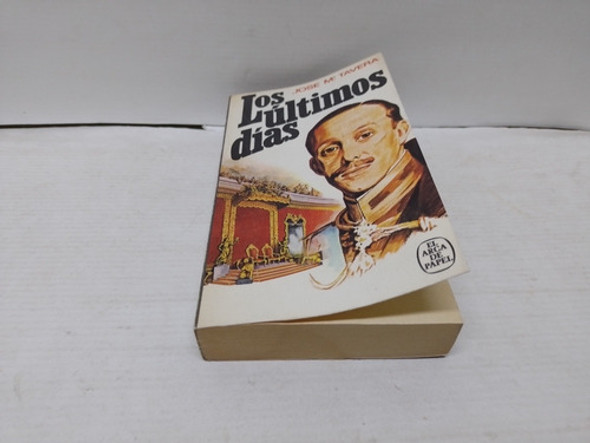 JOSE Mª TAVERA
Los
últimos
días
EL
ARCA
DE
PAPEL